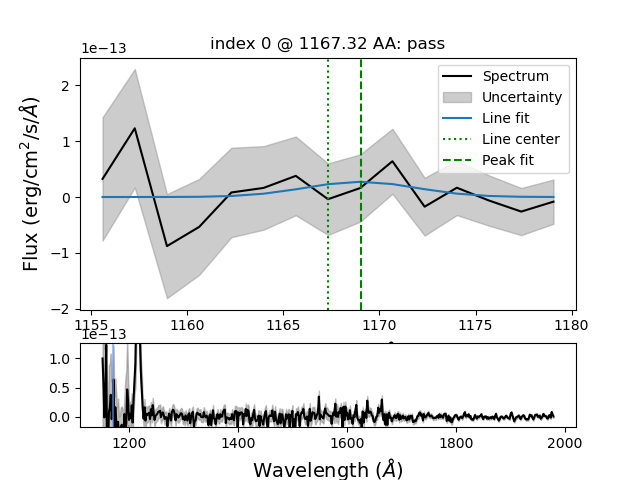 index 0 @ 1167.32 AA: pass
1e−13
Spectrum
Uncertainty
Line fit
Line center
Peak fit
Flux (erg/cm²/s/Å)
2
1
0
−1
−2
1155 1160 1165 1170 1175 1180
1e−13
1.0
0.5
0.0
1200 1400 1600 1800 2000
Wavelength (Å)